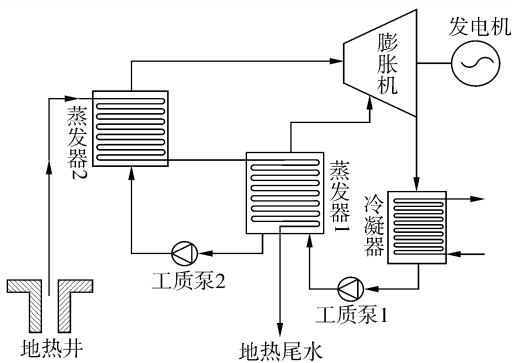 发电机
膨胀机
蒸发器2
蒸发器1
冷凝器
工质泵2
工质泵1
地热井
地热尾水